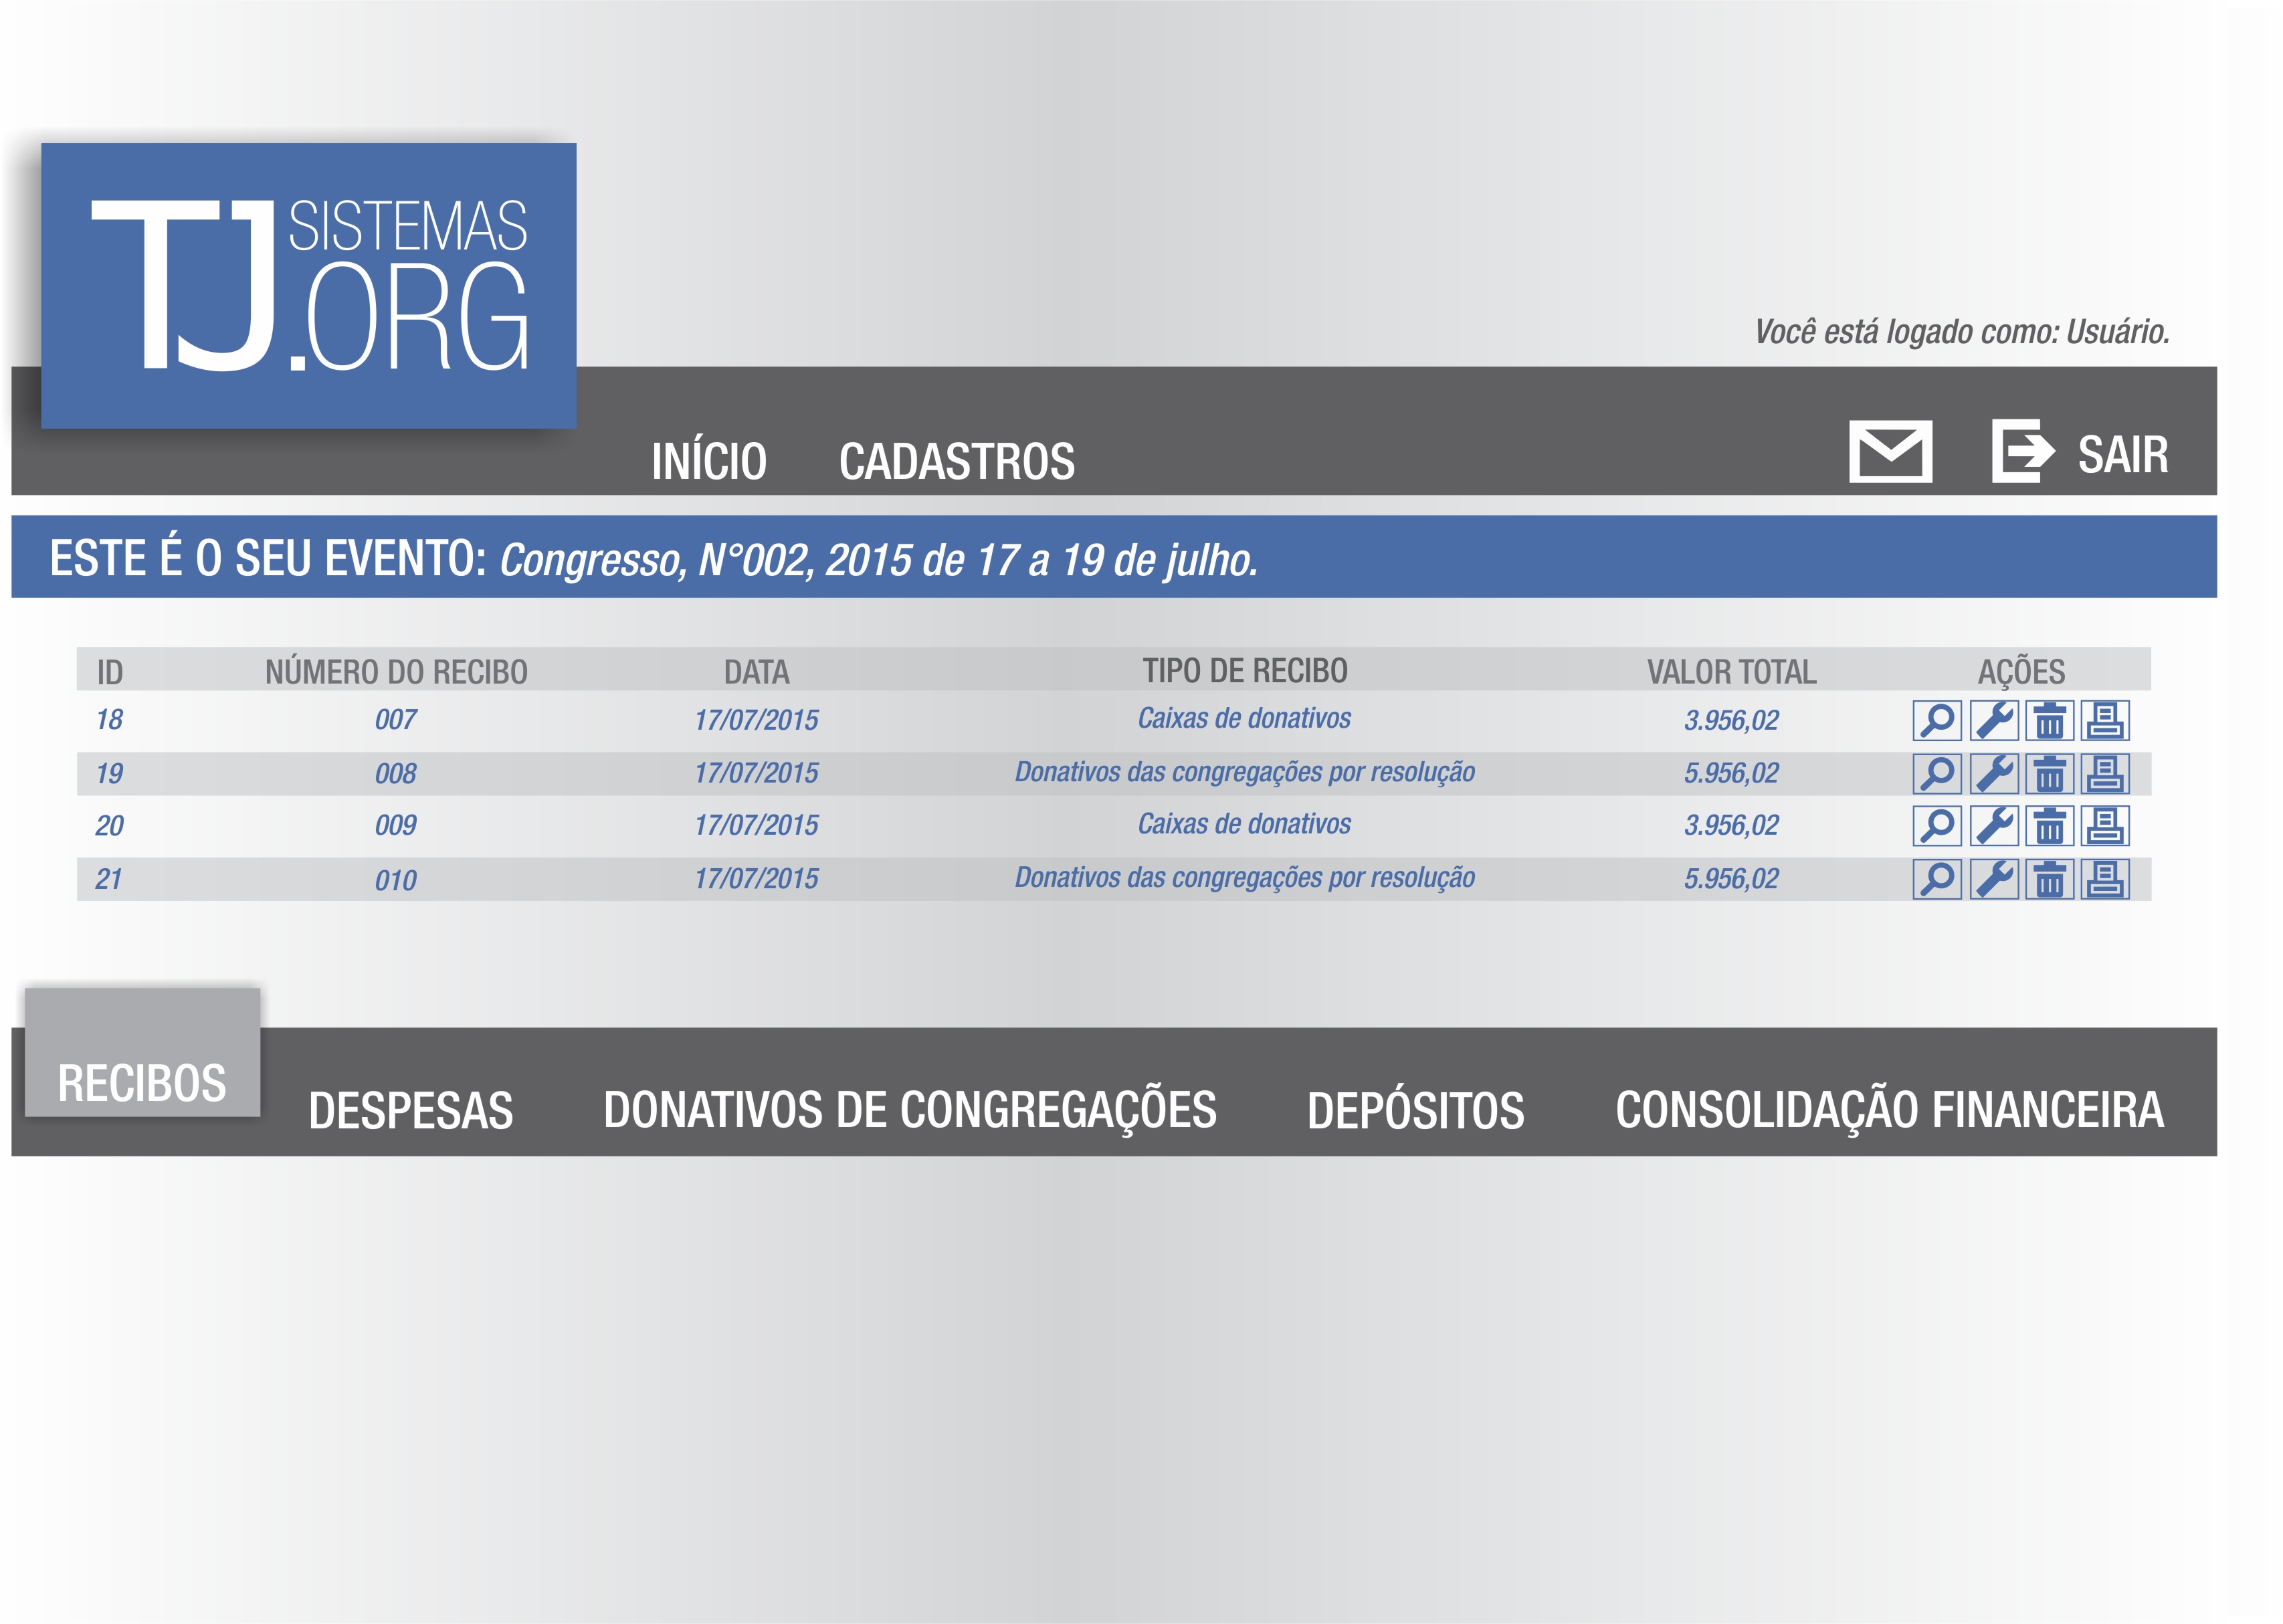 TJ SISTEMAS
.ORG
Você está logado como: Usuário.
INÍCIO CADASTROS SAIR
ESTE É O SEU EVENTO: Congresso, N°002, 2015 de 17 a 19 de julho.
ID NÚMERO DO RECIBO DATA TIPO DE RECIBO VALOR TOTAL AÇÕES
18 007 17/07/2015 Caixas de donativos 3.956,02
19 008 17/07/2015 Donativos das congregações por resolução 5.956,02
20 009 17/07/2015 Caixas de donativos 3.956,02
21 010 17/07/2015 Donativos das congregações por resolução 5.956,02
RECIBOS DESPESAS DONATIVOS DE CONGREGAÇÕES DEPÓSITOS CONSOLIDAÇÃO FINANCEIRA